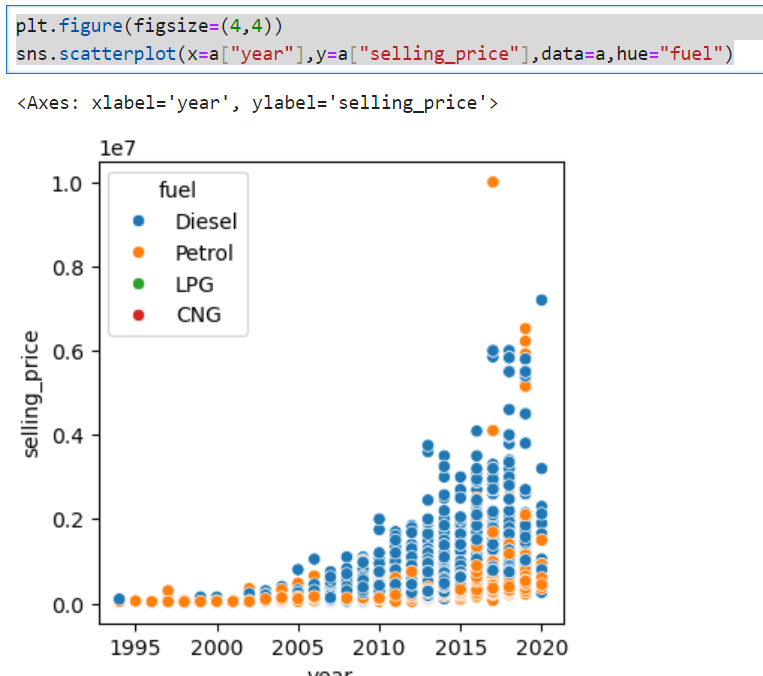 plt.figure(figsize=(4,4))
sns.scatterplot(x=a["year"],y=a["selling_price"],data=a,hue="fuel")
<Axes: xlabel='year', ylabel='selling_price'>
1e7
1.0
0.8
0.6
0.4
0.2
0.0
selling_price
fuel
Diesel
Petrol
LPG
CNG
1995 2000 2005 2010 2015 2020
year